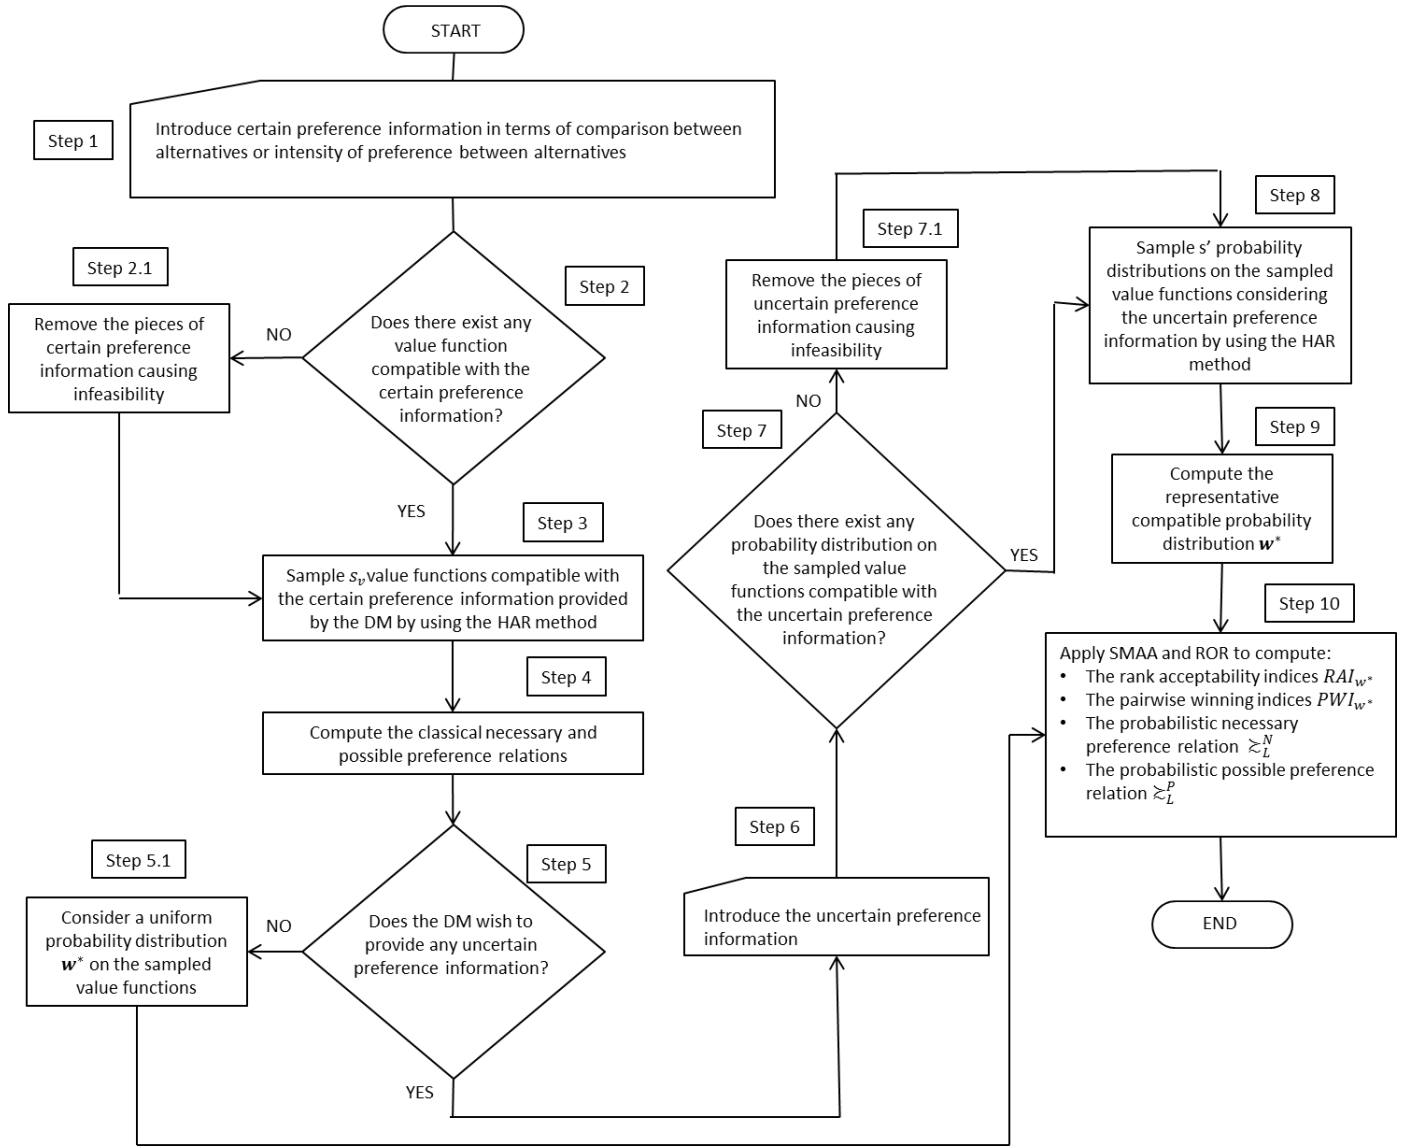 START
Step 1
Introduce certain preference information in terms of comparison between
alternatives or intensity of preference between alternatives
Step 2.1
Step 2
Remove the pieces of
certain preference
information causing
infeasibility
NO
Does there exist any
value function
compatible with the
certain preference
information?
YES
Step 3
Sample sᵥ value functions compatible with
the certain preference information provided
by the DM by using the HAR method
Step 4
Compute the classical necessary and
possible preference relations
Step 5.1
Step 5
Consider a uniform
probability distribution
w* on the sampled
value functions
NO
Does the DM wish to
provide any uncertain
preference information?
YES
Step 6
Introduce the uncertain preference
information
Step 7
Does there exist any
probability distribution on
the sampled value
functions compatible with
the uncertain preference
information?
NO
YES
Step 7.1
Remove the pieces of
uncertain preference
information causing
infeasibility
Step 8
Sample s’ probability
distributions on the sampled
value functions considering
the uncertain preference
information by using the HAR
method
Step 9
Compute the
representative
compatible probability
distribution w*
Step 10
Apply SMAA and ROR to compute:
• The rank acceptability indices RAI_w*
• The pairwise winning indices PWI_w*
• The probabilistic necessary
preference relation ≿ᴺ_L
• The probabilistic possible preference
relation ≿ᴾ_L
END